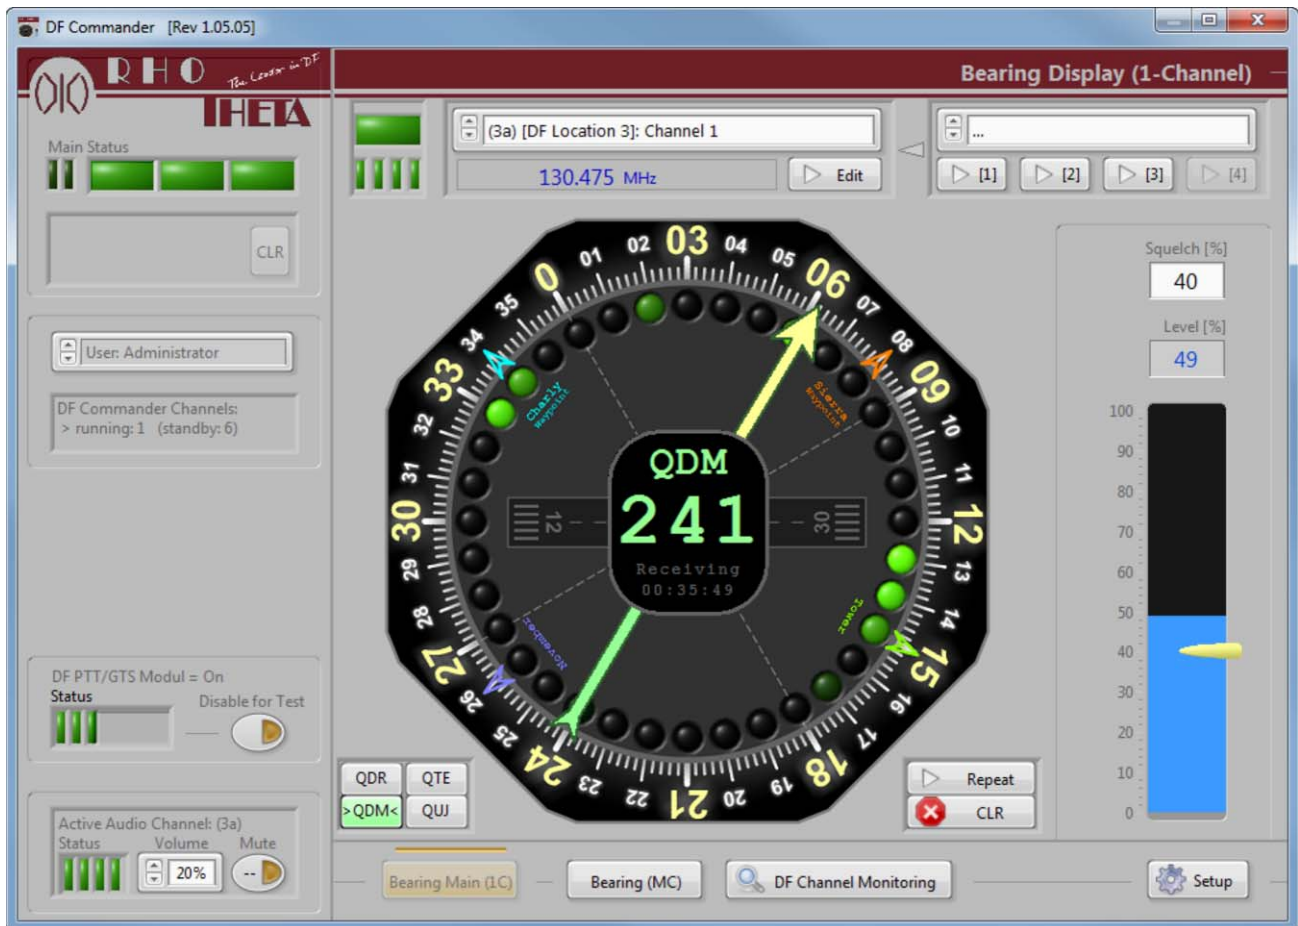 DF Commander   [Rev 1.05.05]
RHO
The Leader in DF
THETA
Bearing Display (1-Channel)
Main Status
CLR
User: Administrator
DF Commander Channels:
> running: 1   (standby: 6)
DF PTT/GTS Modul = On
Status
Disable for Test
Active Audio Channel: (3a)
Status
Volume
Mute
20%
--
(3a) [DF Location 3]: Channel 1
130.475 MHz
Edit
...
[1]
[2]
[3]
[4]
0
01
02
03
04
05
06
07
08
09
10
11
12
13
14
15
16
17
18
19
20
21
22
23
24
25
26
27
28
29
30
31
32
33
34
35
Charly
Waypoint
Sierra
Waypoint
Tower
November
12
30
QDM
241
Receiving
00:35:49
QDR
QTE
>QDM<
QUJ
Repeat
CLR
Squelch [%]
40
Level [%]
49
100
90
80
70
60
50
40
30
20
10
0
Bearing Main (1C)
Bearing (MC)
DF Channel Monitoring
Setup